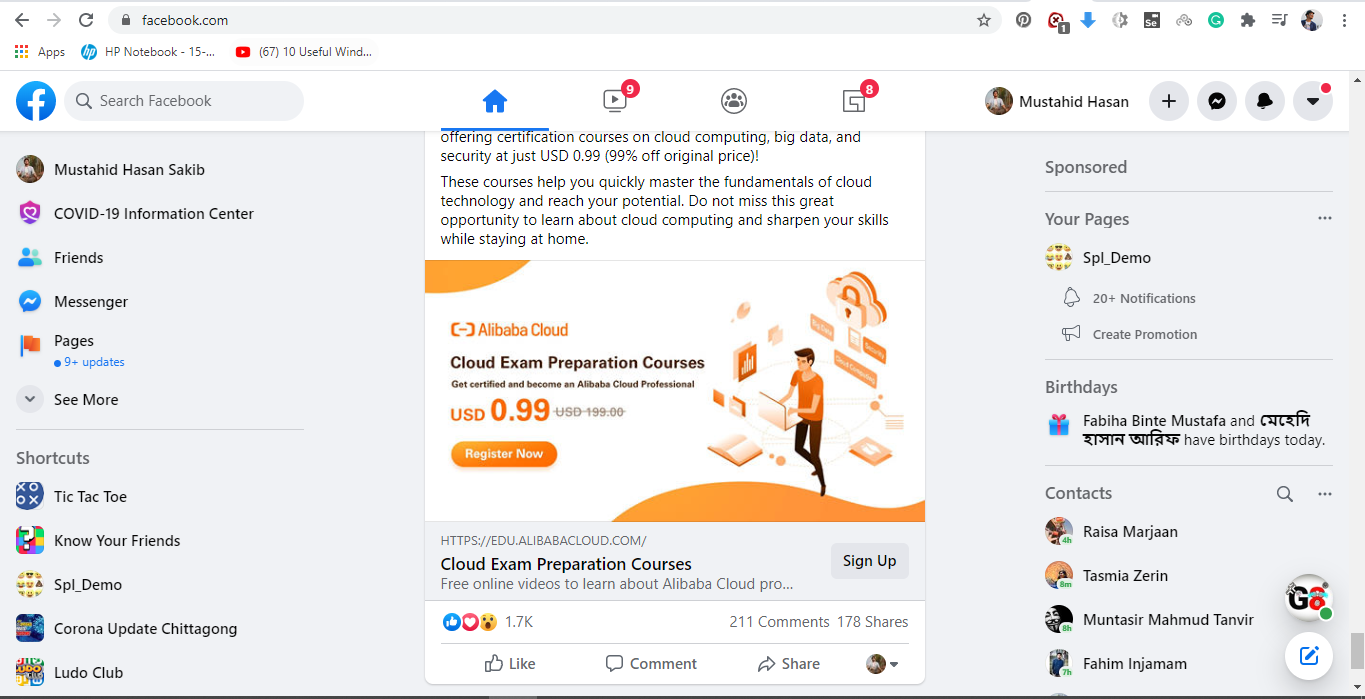 facebook.com
1
Apps
HP Notebook - 15-...
(67) 10 Useful Wind...
Search Facebook
9
8
Mustahid Hasan
Mustahid Hasan Sakib
COVID-19 Information Center
Friends
Messenger
Pages
9+ updates
See More
Shortcuts
Tic Tac Toe
Know Your Friends
Spl_Demo
Corona Update Chittagong
Ludo Club
offering certification courses on cloud computing, big data, and
security at just USD 0.99 (99% off original price)!
These courses help you quickly master the fundamentals of cloud
technology and reach your potential. Do not miss this great
opportunity to learn about cloud computing and sharpen your skills
while staying at home.
Alibaba Cloud
Cloud Exam Preparation Courses
Get certified and become an Alibaba Cloud Professional
USD 0.99 USD 199.00
Register Now
Big Data
Security
Cloud Computing
HTTPS://EDU.ALIBABACLOUD.COM/
Cloud Exam Preparation Courses
Free online videos to learn about Alibaba Cloud pro...
Sign Up
1.7K
211 Comments 178 Shares
Like
Comment
Share
Sponsored
Your Pages
Spl_Demo
20+ Notifications
Create Promotion
Birthdays
Fabiha Binte Mustafa and মেহেদি
হাসান আরিফ have birthdays today.
Contacts
Raisa Marjaan
4h
Tasmia Zerin
8m
Muntasir Mahmud Tanvir
8h
Fahim Injamam
7h